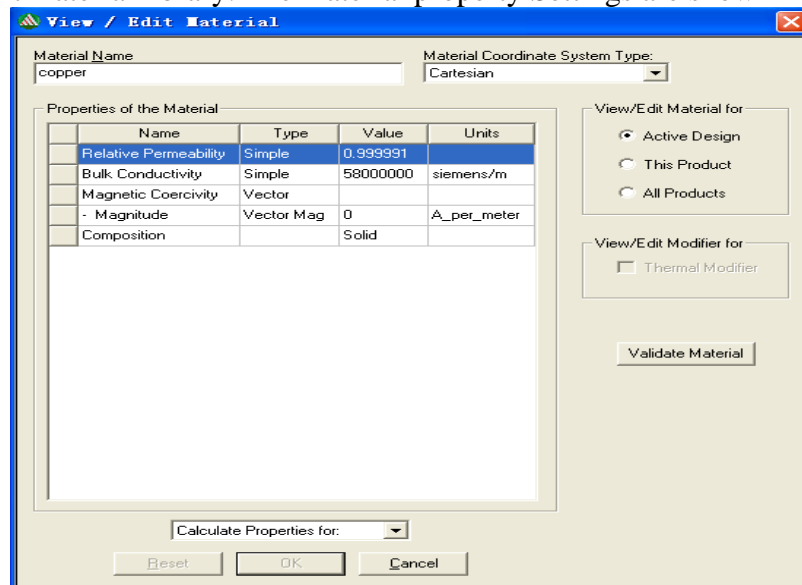 View / Edit Material
Material Name
Material Coordinate System Type:
copper
Cartesian
Properties of the Material
Name Type Value Units
Relative Permeability Simple 0.999991
Bulk Conductivity Simple 58000000 siemens/m
Magnetic Coercivity Vector
- Magnitude Vector Mag 0 A_per_meter
Composition Solid
View/Edit Material for
Active Design
This Product
All Products
View/Edit Modifier for
Thermal Modifier
Validate Material
Calculate Properties for:
Reset OK Cancel